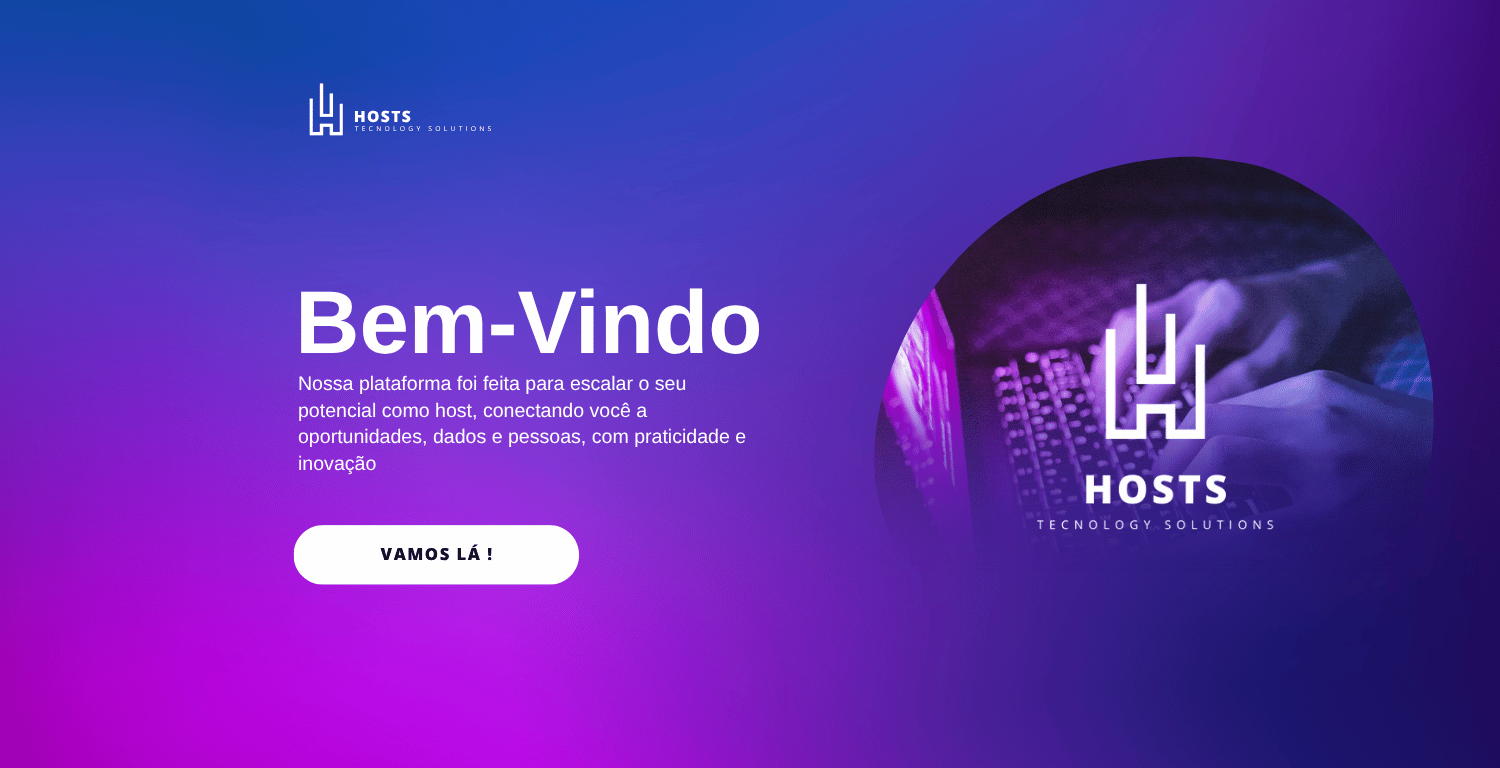 HOSTS
TECNOLOGY SOLUTIONS
Bem-Vindo
Nossa plataforma foi feita para escalar o seu
potencial como host, conectando você a
oportunidades, dados e pessoas, com praticidade e
inovação
VAMOS LÁ !
HOSTS
TECNOLOGY SOLUTIONS